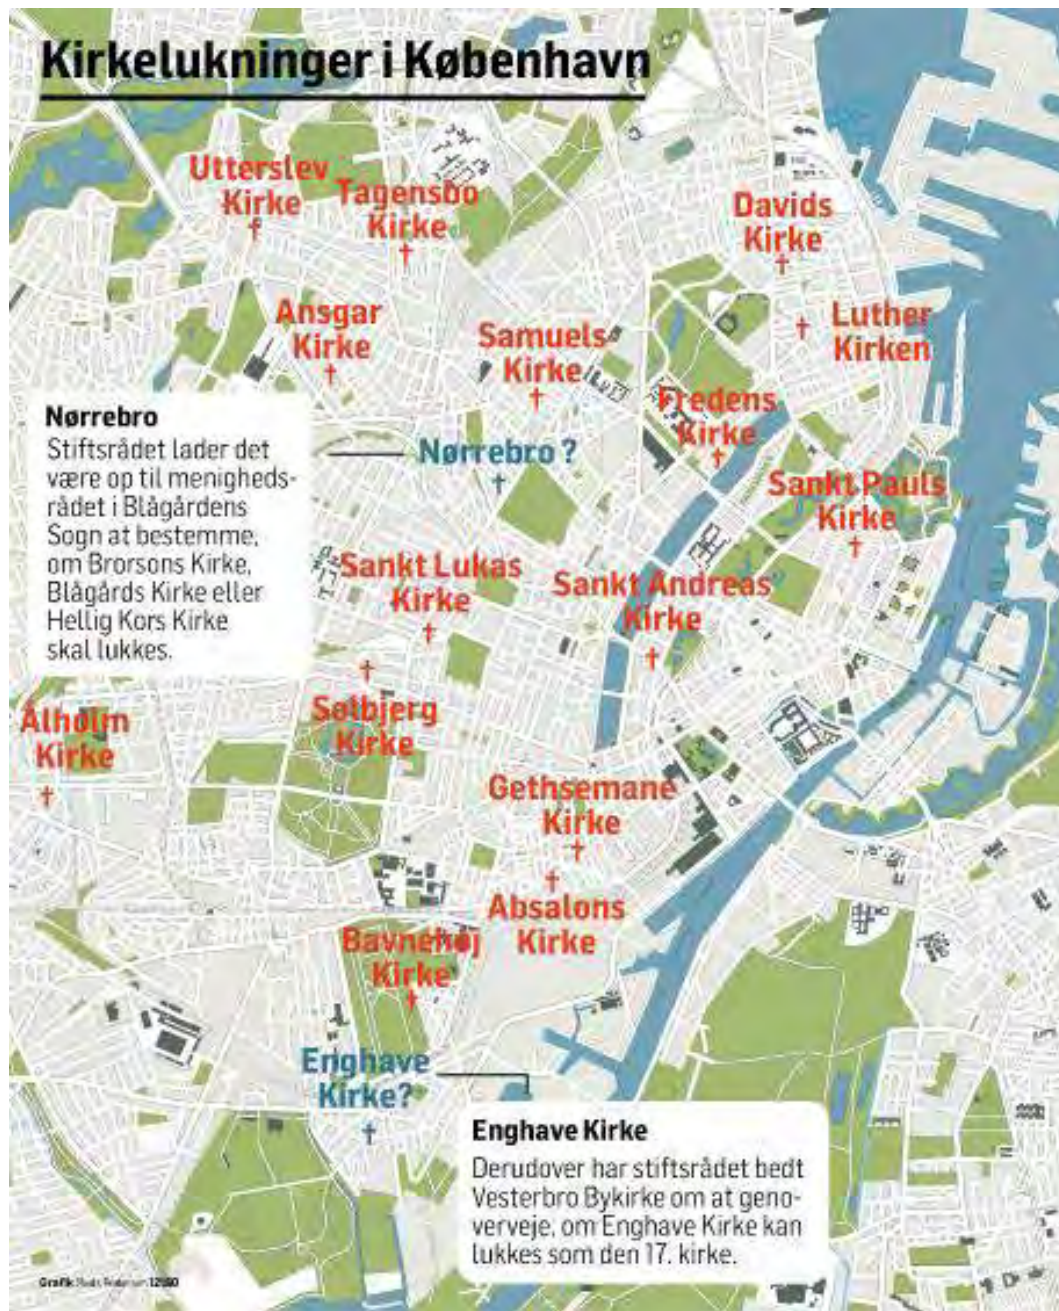 Kirkelukninger i København
Utterslev
Kirke
Tagensbo
Kirke
Davids
Kirke
Ansgar
Kirke
Samuels
Kirke
Luther
Kirken
Fredens
Kirke
Nørrebro
Stiftsrådet lader det
være op til menigheds-
rådet i Blågårdens
Sogn at bestemme,
om Brorsons Kirke,
Blågårds Kirke eller
Hellig Kors Kirke
skal lukkes.
Nørrebro ?
Sankt Pauls
Kirke
Sankt Lukas
Kirke
Sankt Andreas
Kirke
Ålholm
Kirke
Solbjerg
Kirke
Gethsemane
Kirke
Absalons
Kirke
Bavnehøj
Kirke
Enghave
Kirke?
Enghave Kirke
Derudover har stiftsrådet bedt
Vesterbro Bykirke om at geno-
verveje, om Enghave Kirke kan
lukkes som den 17. kirke.
Grafik